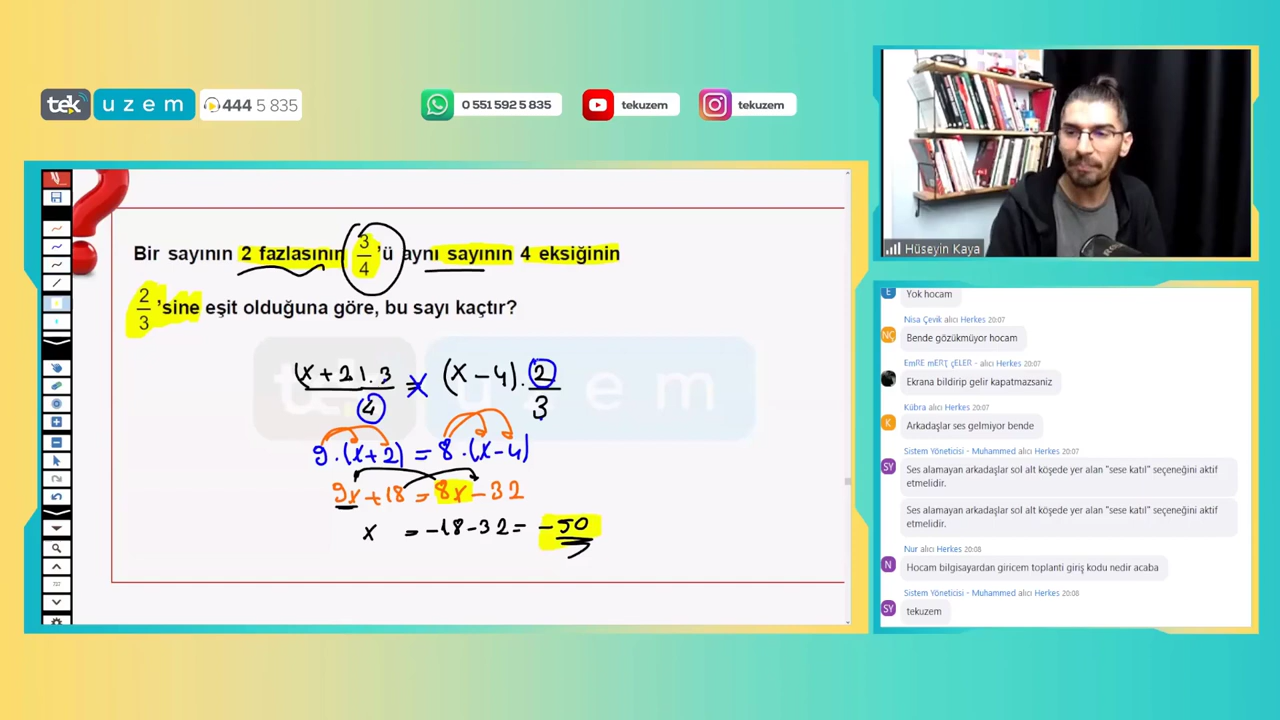 tek uzem 444 5 835
0 551 592 5 835
tekuzem
tekuzem
Bir sayının 2 fazlasının 3/4 'ü aynı sayının 4 eksiğinin
2/3 'sine eşit olduğuna göre, bu sayı kaçtır?
(x+2).3/4 = (x-4).2/3
9.(x+2) = 8.(x-4)
9x+18 = 8x-32
x = -18-32 = -50
tek uzem
Hüseyin Kaya
E
Yok hocam
Nisa Çevik alıcı Herkes 20:07
NÇ
Bende gözükmüyor hocam
EmRE mERT çELER - alıcı Herkes 20:07
Ekrana bildirip gelir kapatmazsaniz
Kübra alıcı Herkes 20:07
K
Arkadaşlar ses gelmiyor bende
Sistem Yöneticisi - Muhammed alıcı Herkes 20:07
SY
Ses alamayan arkadaşlar sol alt köşede yer alan "sese katıl" seçeneğini aktif
etmelidir.
Ses alamayan arkadaşlar sol alt köşede yer alan "sese katıl" seçeneğini aktif
etmelidir.
Nur alıcı Herkes 20:08
N
Hocam bilgisayardan giricem toplanti giriş kodu nedir acaba
Sistem Yöneticisi - Muhammed alıcı Herkes 20:08
SY
tekuzem